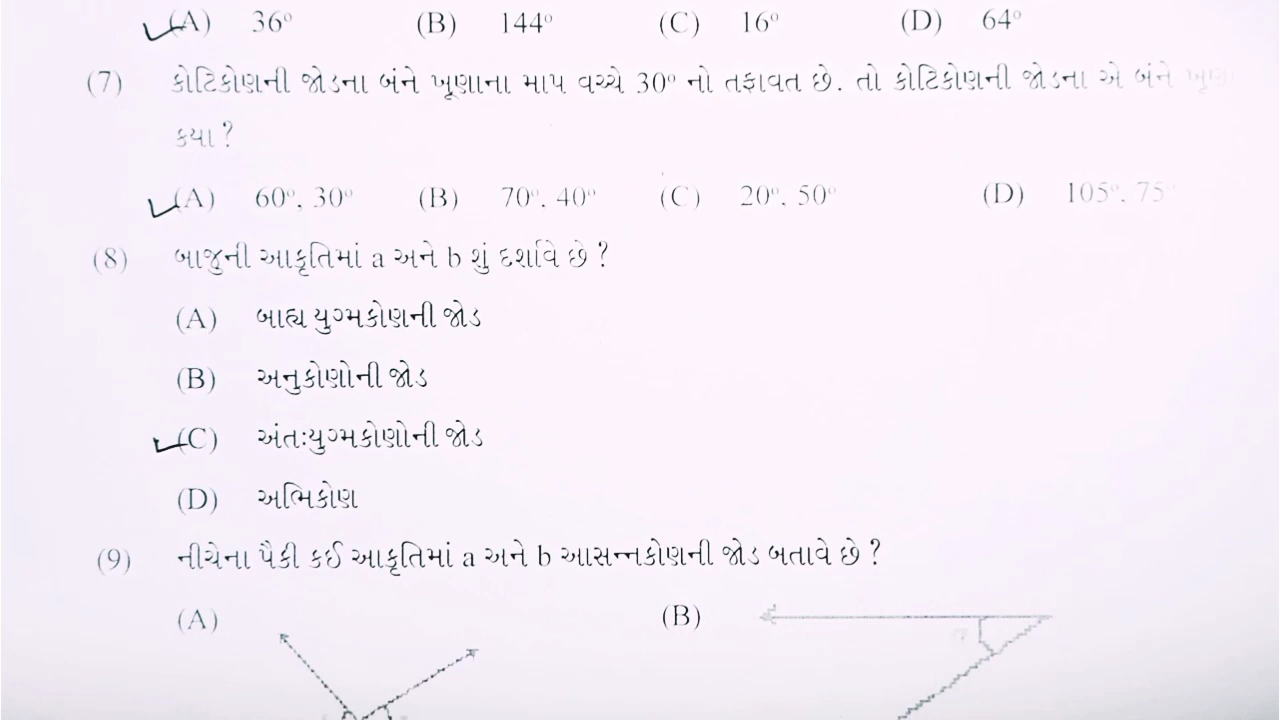 (A) 36° (B) 144° (C) 16° (D) 64°
(7) કોટિકોણની જોડના બંને ખૂણાના માપ વચ્ચે 30° નો તફાવત છે. તો કોટિકોણની જોડના એ બંને ખૂણા
કયા ?
(A) 60°, 30° (B) 70°, 40° (C) 20°, 50° (D) 105°, 75°
(8) બાજુની આકૃતિમાં a અને b શું દર્શાવે છે ?
(A) બાહ્ય યુગ્મકોણની જોડ
(B) અનુકોણોની જોડ
(C) અંતઃયુગ્મકોણોની જોડ
(D) અભિકોણ
(9) નીચેના પૈકી કઈ આકૃતિમાં a અને b આસન્નકોણની જોડ બતાવે છે ?
(A) (B)